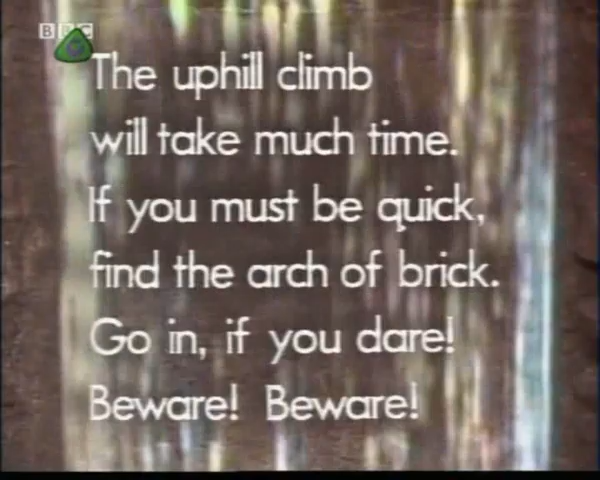 BBC
The uphill climb
will take much time.
If you must be quick,
find the arch of brick.
Go in, if you dare!
Beware! Beware!